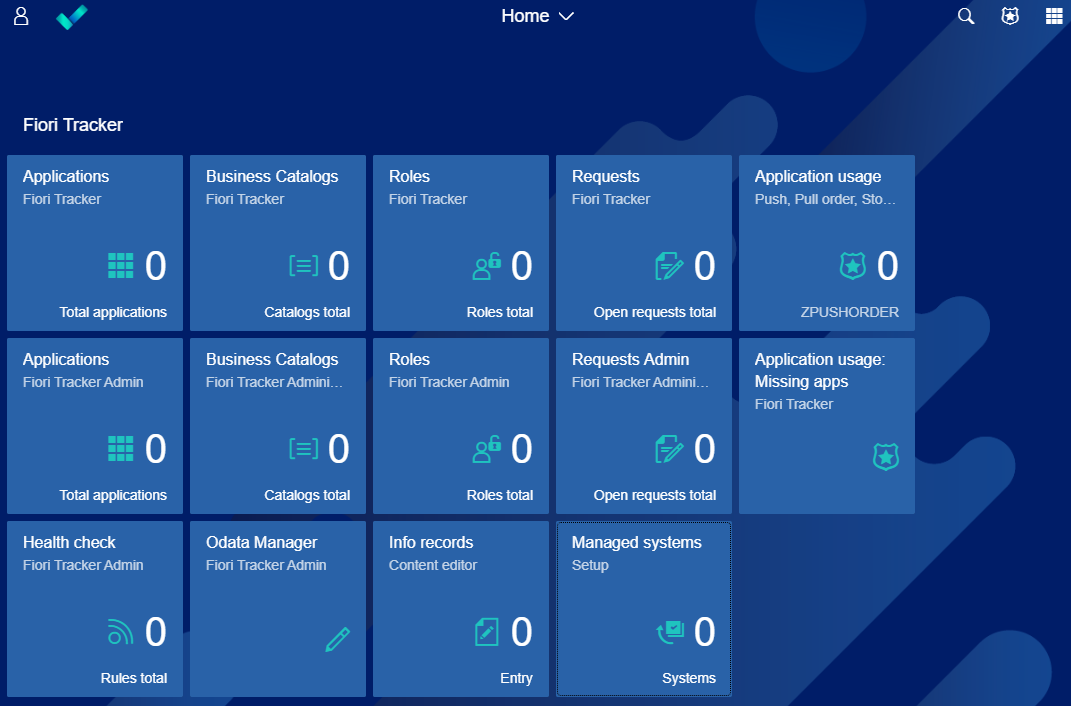 Home
Fiori Tracker
Applications
Fiori Tracker
0
Total applications
Business Catalogs
Fiori Tracker
0
Catalogs total
Roles
Fiori Tracker
0
Roles total
Requests
Fiori Tracker
0
Open requests total
Application usage
Push, Pull order, Sto...
0
ZPUSHORDER
Applications
Fiori Tracker Admin
0
Total applications
Business Catalogs
Fiori Tracker Admini...
0
Catalogs total
Roles
Fiori Tracker Admin
0
Roles total
Requests Admin
Fiori Tracker Admini...
0
Open requests total
Application usage:
Missing apps
Fiori Tracker
Health check
Fiori Tracker Admin
0
Rules total
Odata Manager
Fiori Tracker Admin
Info records
Content editor
0
Entry
Managed systems
Setup
0
Systems